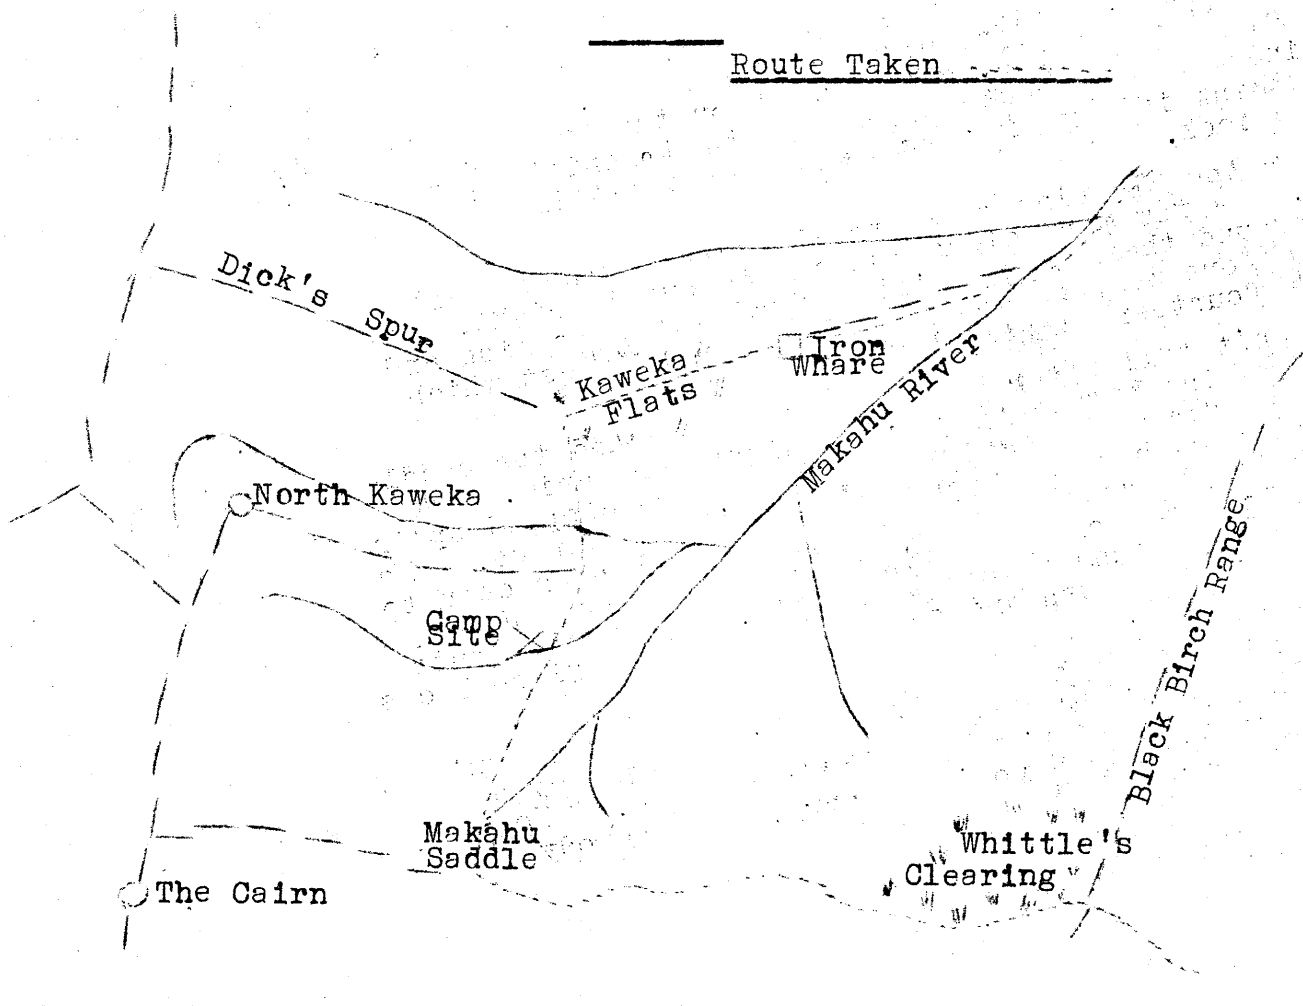 Route Taken
Dick's Spur
Kaweka
Flats
Iron
Whare
Makahu River
North Kaweka
Camp
Site
Black Birch Range
Makahu
Saddle
Whittle's
Clearing
The Cairn